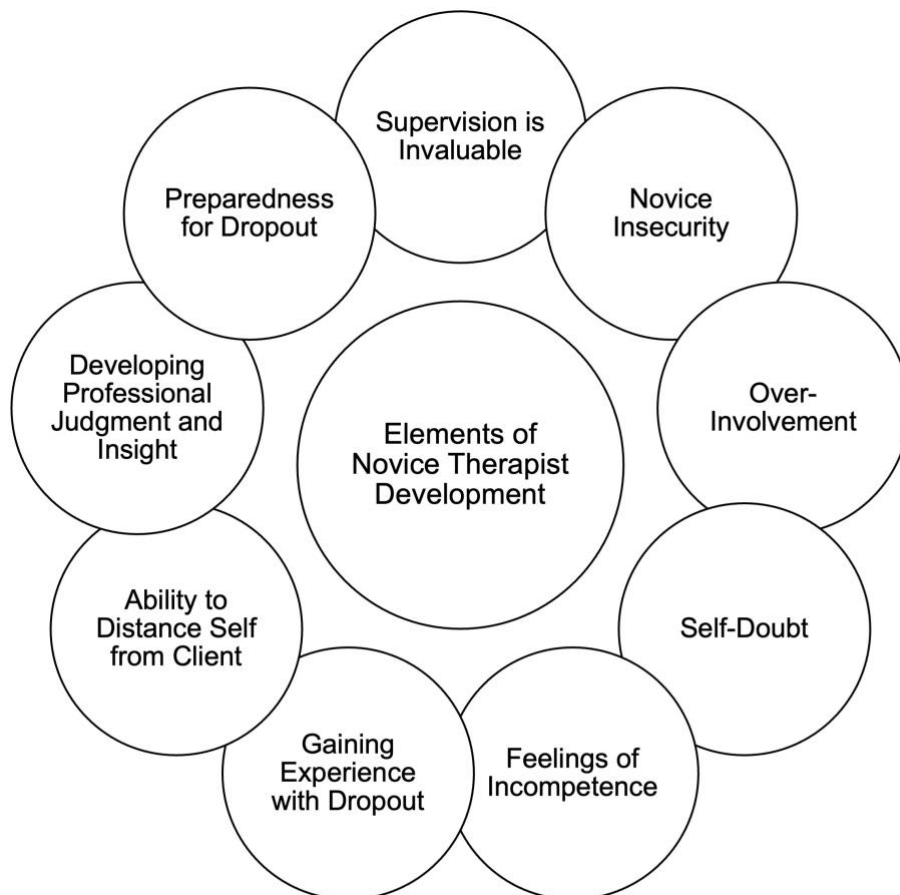 Supervision is
Invaluable
Novice
Insecurity
Over-
Involvement
Self-Doubt
Feelings of
Incompetence
Gaining
Experience
with Dropout
Ability to
Distance Self
from Client
Developing
Professional
Judgment and
Insight
Preparedness
for Dropout
Elements of
Novice Therapist
Development